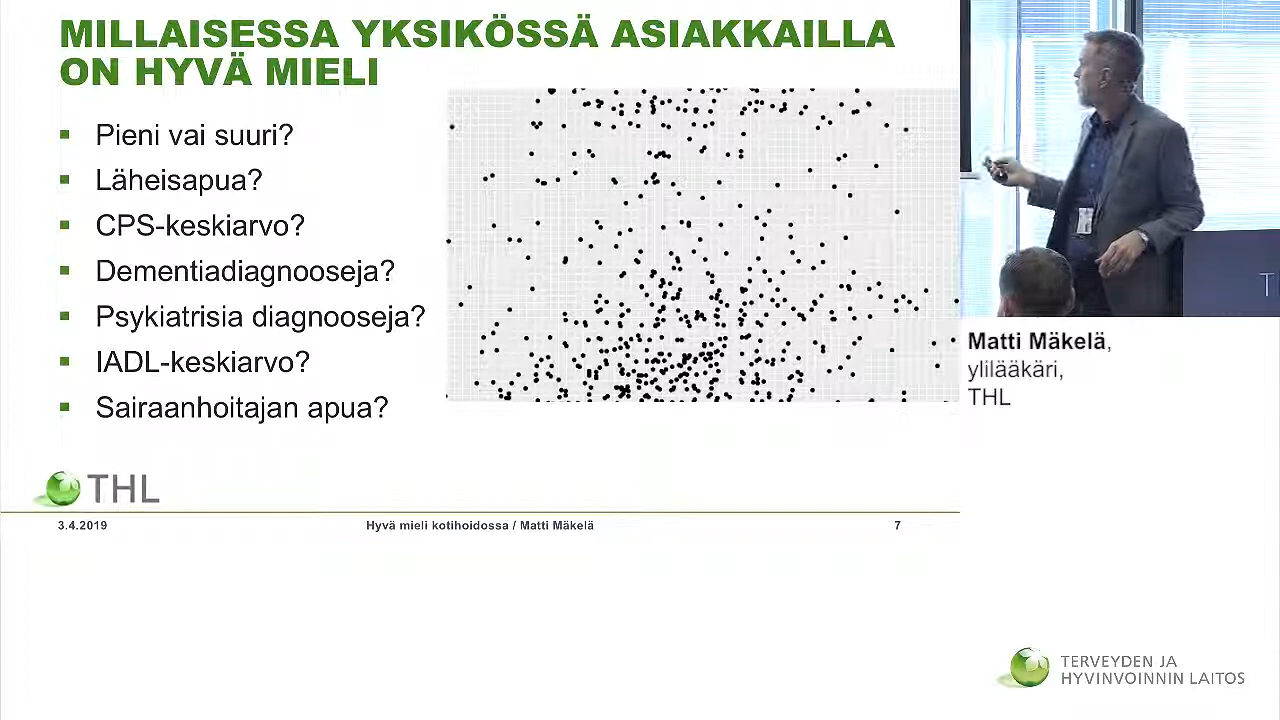 MILLAISESSA YKSIKÖSSÄ ASIAKKAILLA
ON HYVÄ MIELI
Pieni vai suuri?
Läheisapua?
CPS-keskiarvo?
Dementiadiagnooseja?
Psykiatrisia diagnooseja?
IADL-keskiarvo?
Sairaanhoitajan apua?
THL
3.4.2019
Hyvä mieli kotihoidossa / Matti Mäkelä
7
T
Matti Mäkelä,
ylilääkäri,
THL
TERVEYDEN JA
HYVINVOINNIN LAITOS